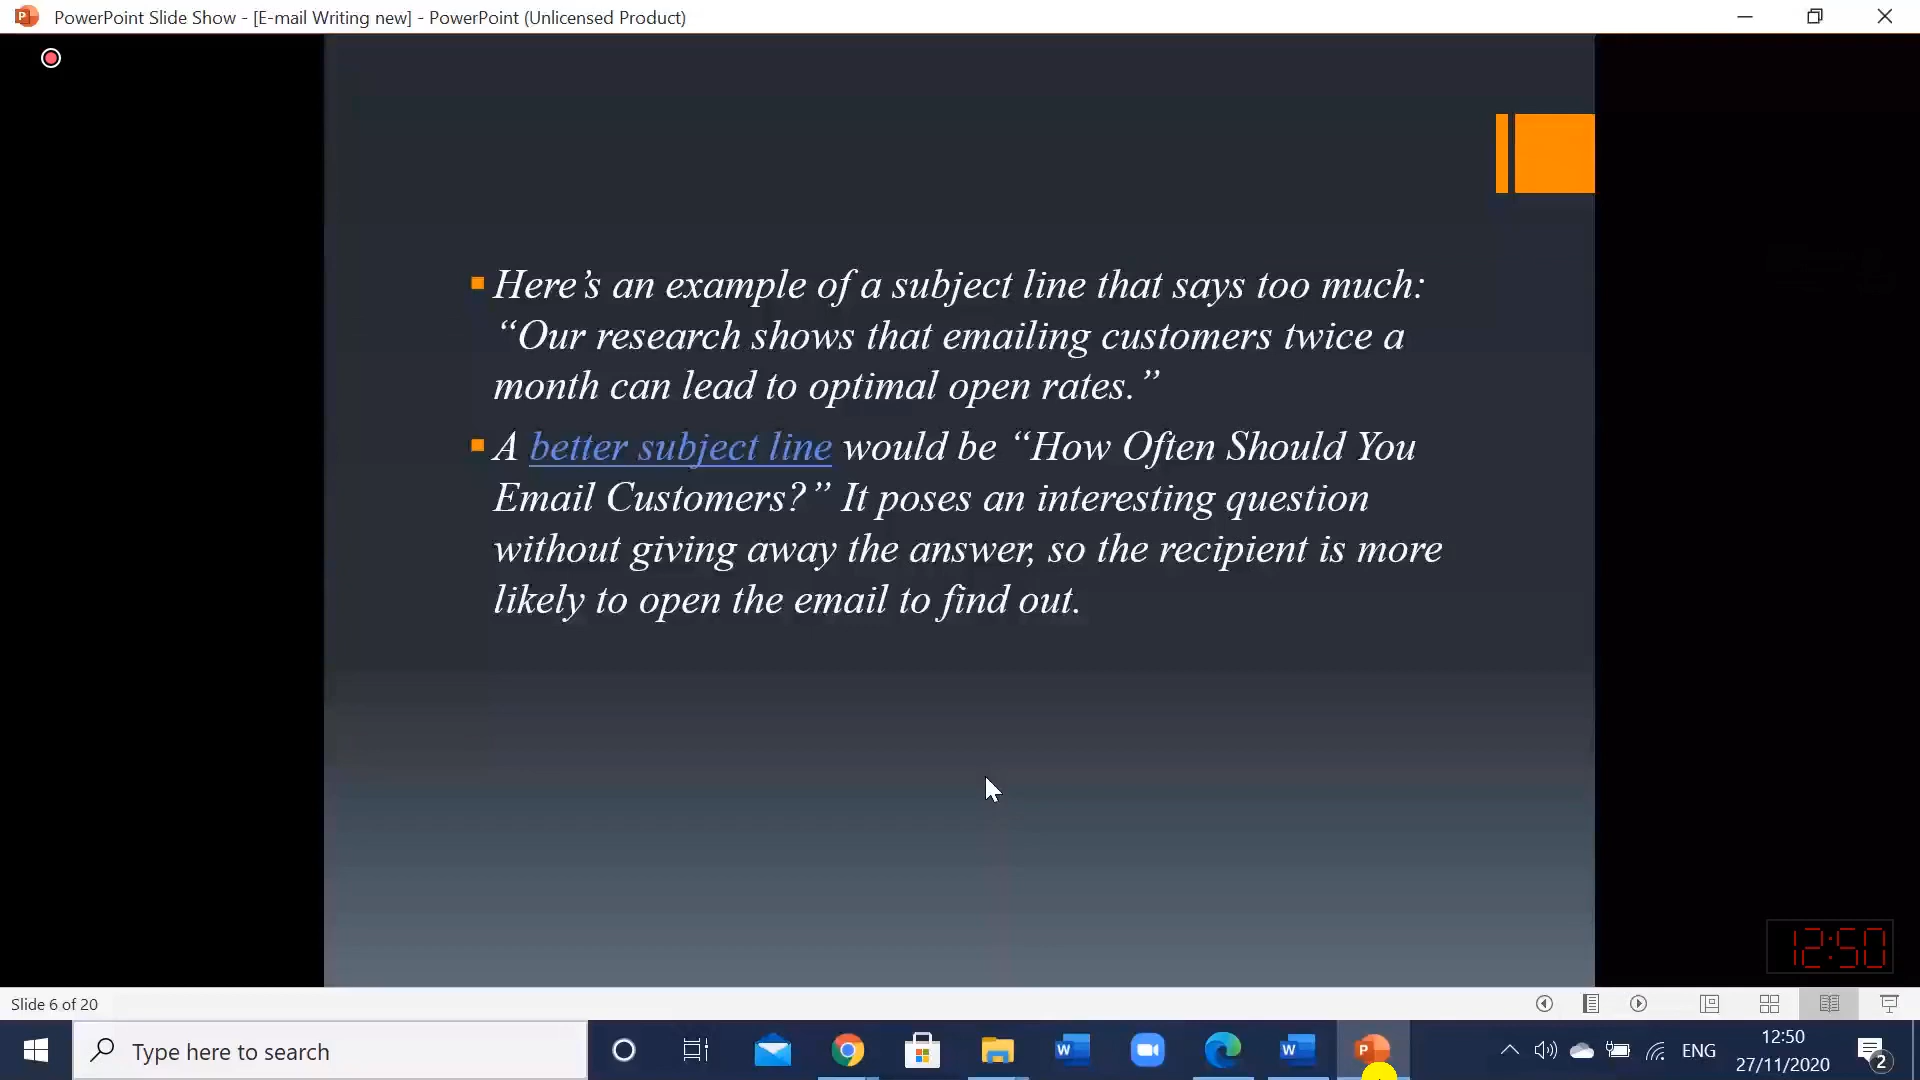 PowerPoint Slide Show - [E-mail Writing new] - PowerPoint (Unlicensed Product)
Here’s an example of a subject line that says too much:
“Our research shows that emailing customers twice a
month can lead to optimal open rates.”
A better subject line would be “How Often Should You
Email Customers?” It poses an interesting question
without giving away the answer, so the recipient is more
likely to open the email to find out.
12:50
Slide 6 of 20
Type here to search
ENG
12:50
27/11/2020
2